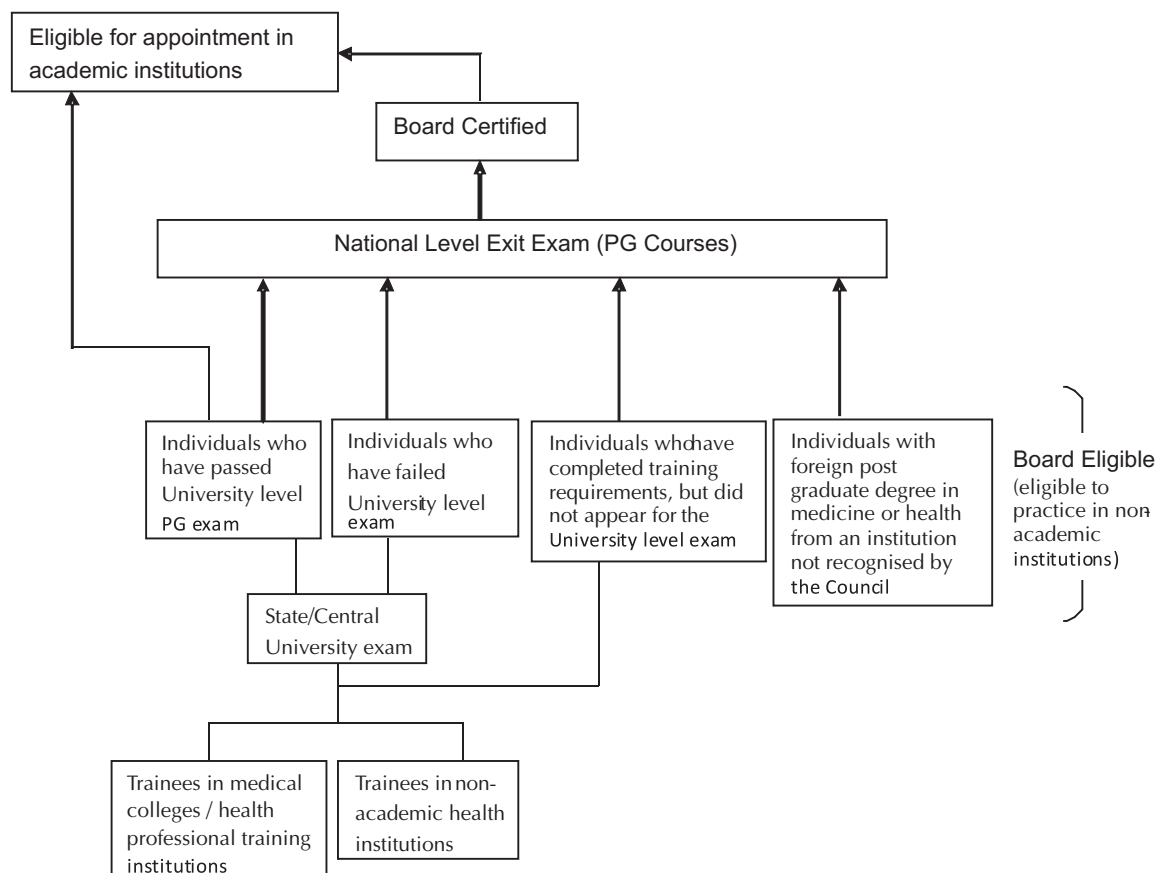 Eligible for appointment in
academic institutions
Board Certified
National Level Exit Exam (PG Courses)
Individuals who
have passed
University level
PG exam
Individuals who
have failed
University level
exam
Individuals who have
completed training
requirements, but did
not appear for the
University level exam
Individuals with
foreign post
graduate degree in
medicine or health
from an institution
not recognised by
the Council
Board Eligible
(eligible to
practice in non-
academic
institutions)
State/Central
University exam
Trainees in medical
colleges / health
professional training
institutions
Trainees in non-
academic health
institutions